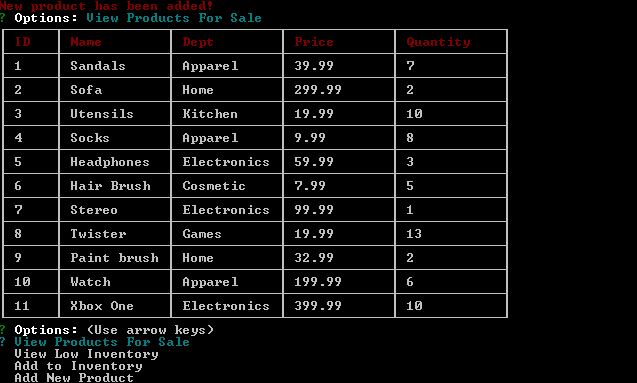 New product has been added!
? Options: View Products For Sale
ID Name Dept Price Quantity
1 Sandals Apparel 39.99 7
2 Sofa Home 299.99 2
3 Utensils Kitchen 19.99 10
4 Socks Apparel 9.99 8
5 Headphones Electronics 59.99 3
6 Hair Brush Cosmetic 7.99 5
7 Stereo Electronics 99.99 1
8 Twister Games 19.99 13
9 Paint brush Home 32.99 2
10 Watch Apparel 199.99 6
11 Xbox One Electronics 399.99 10
? Options: (Use arrow keys)
? View Products For Sale
View Low Inventory
Add to Inventory
Add New Product